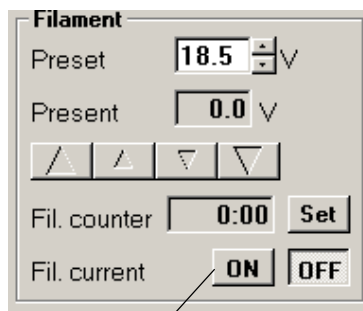 Filament
Preset 18.5 V
Present 0.0 V
Fil. counter 0:00 Set
Fil. current ON OFF